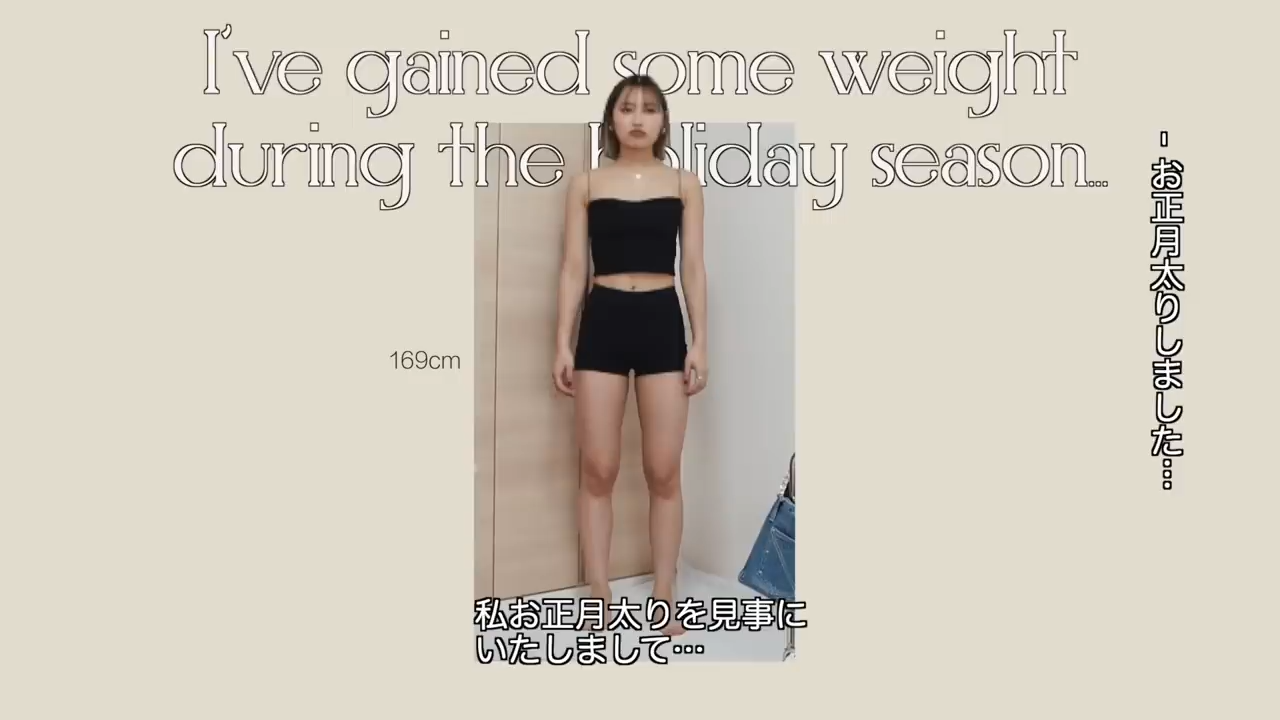 I've gained some weight
during the holiday season...
- お正月太りしました…
169cm
私お正月太りを見事に
いたしまして…